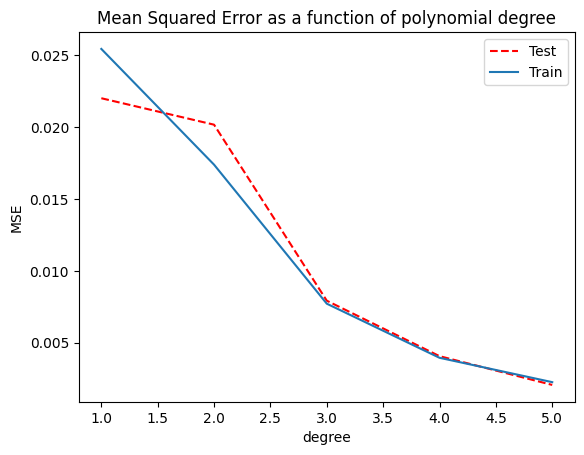 Mean Squared Error as a function of polynomial degree
Test
Train
0.025
0.020
0.015
0.010
0.005
MSE
1.0 1.5 2.0 2.5 3.0 3.5 4.0 4.5 5.0
degree